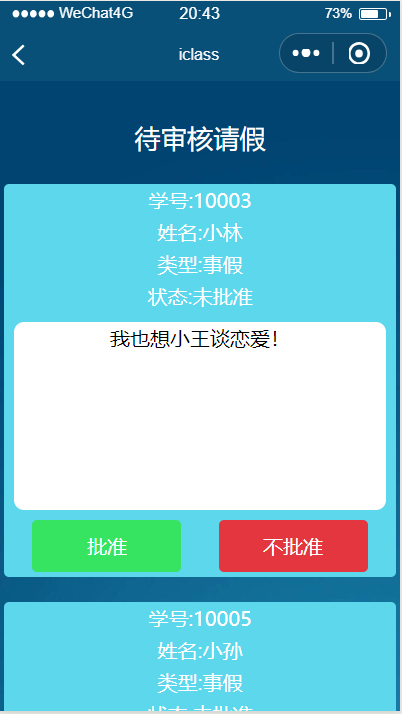 WeChat4G 20:43 73%
iclass
待审核请假
学号:10003
姓名:小林
类型:事假
状态:未批准
我也想小王谈恋爱！
批准 不批准
学号:10005
姓名:小孙
类型:事假